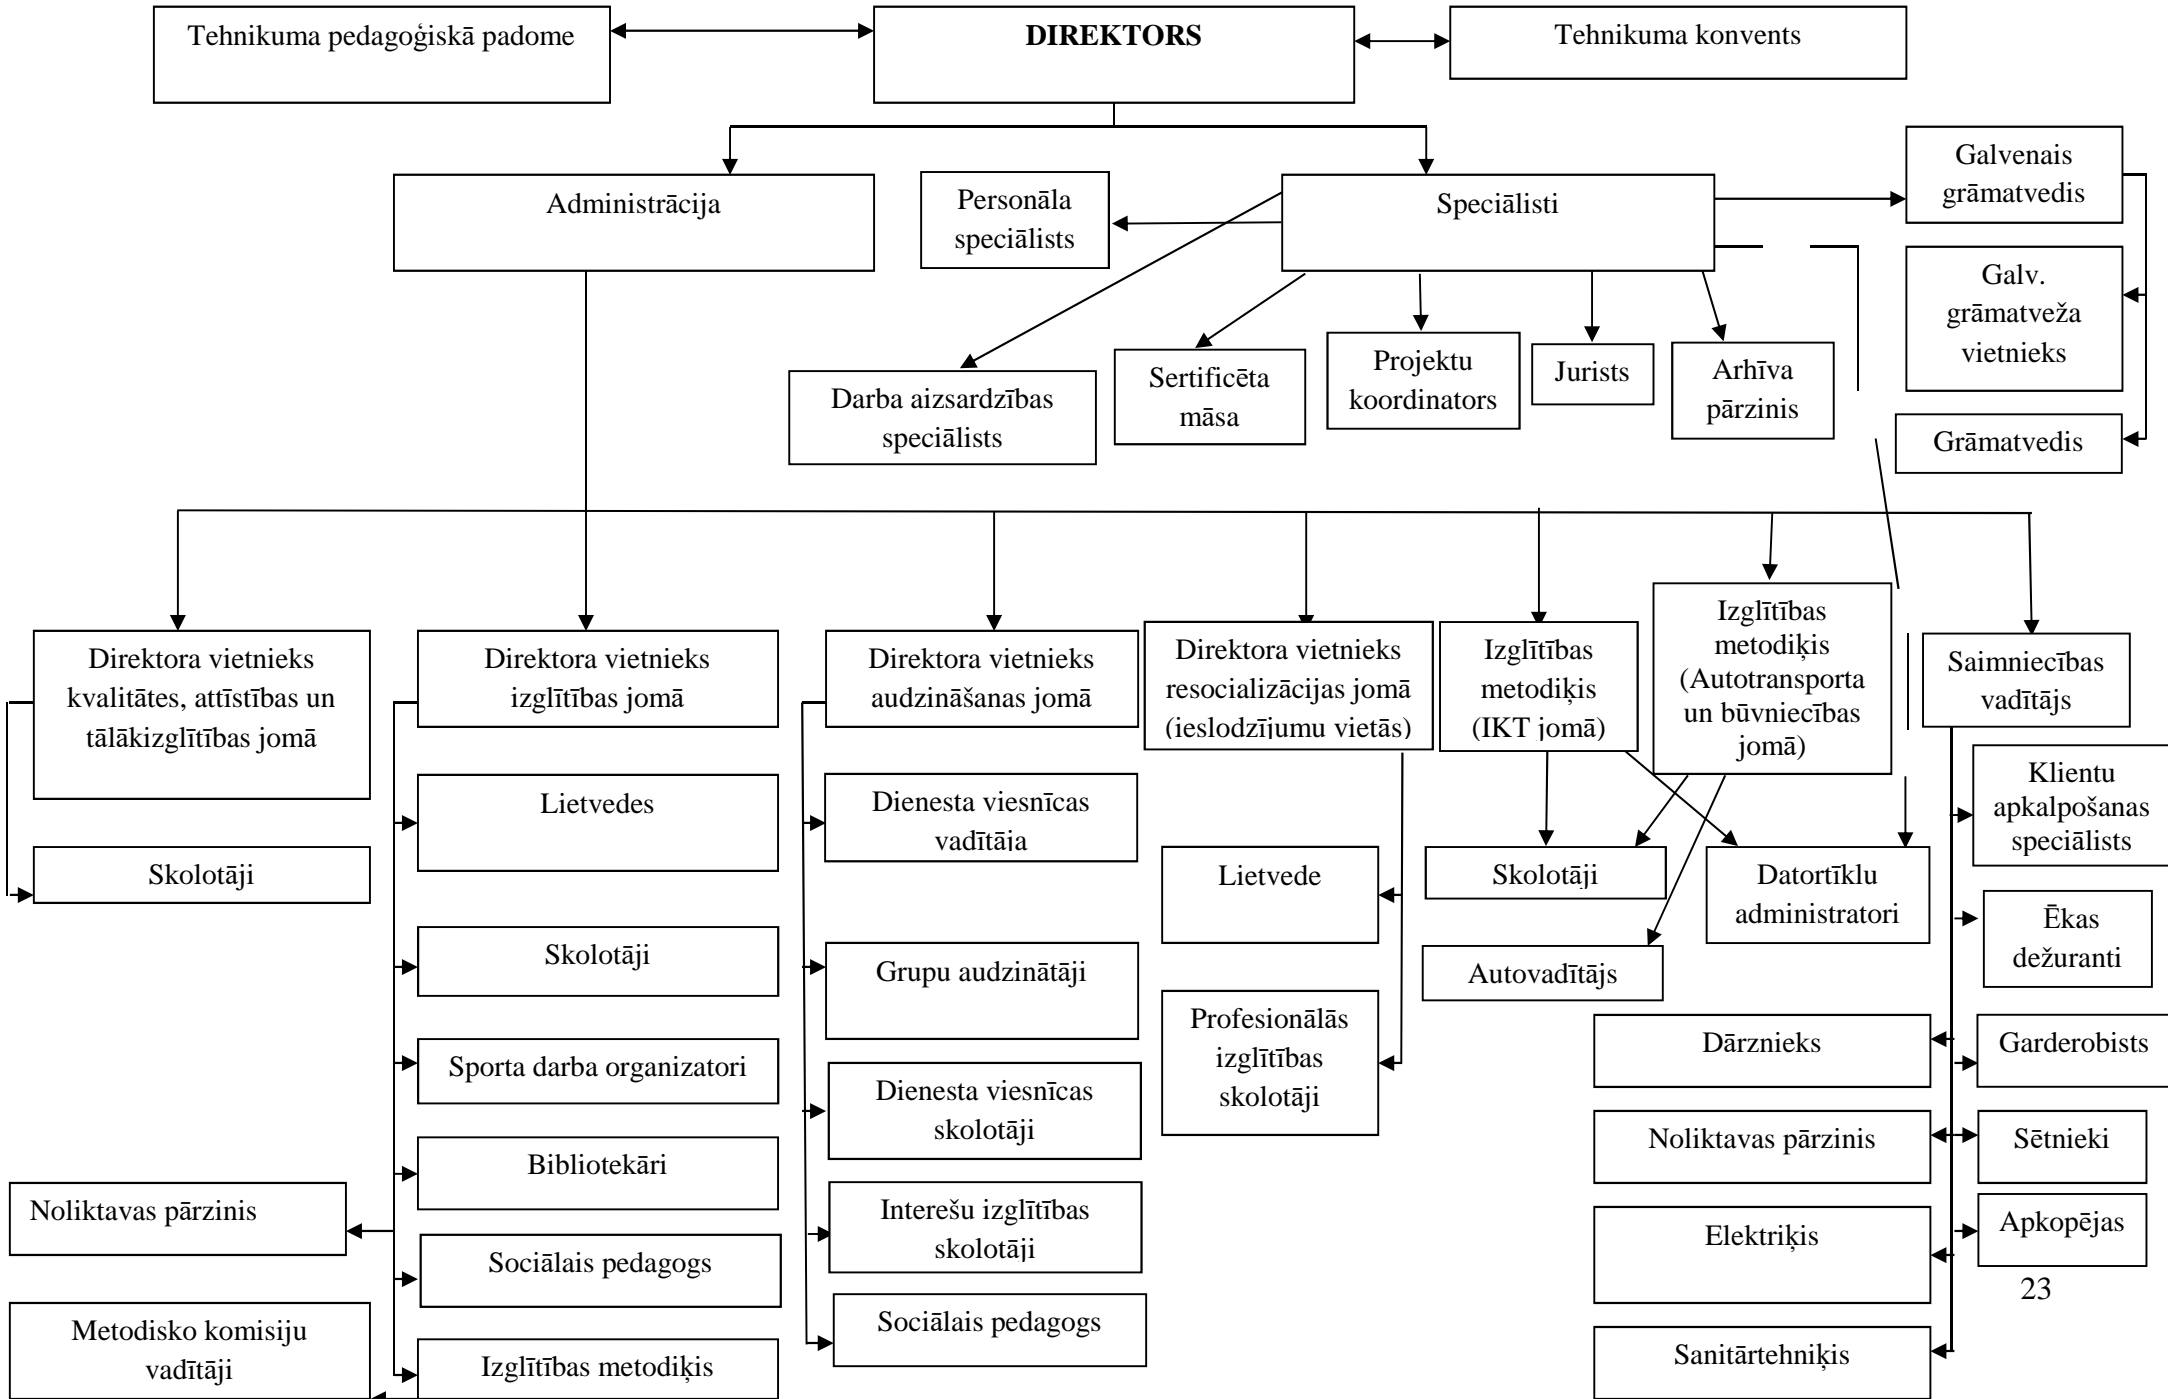 Tehnikuma pedagoģiskā padome
DIREKTORS
Tehnikuma konvents
Administrācija
Personāla
speciālists
Speciālisti
Galvenais
grāmatvedis
Galv.
grāmatveža
vietnieks
Grāmatvedis
Darba aizsardzības
speciālists
Sertificēta
māsa
Projektu
koordinators
Jurists
Arhīva
pārzinis
Direktora vietnieks
kvalitātes, attīstības un
tālākizglītības jomā
Skolotāji
Direktora vietnieks
izglītības jomā
Lietvedes
Skolotāji
Sporta darba organizatori
Bibliotekāri
Noliktavas pārzinis
Sociālais pedagogs
Metodisko komisiju
vadītāji
Izglītības metodiķis
Direktora vietnieks
audzināšanas jomā
Dienesta viesnīcas
vadītāja
Grupu audzinātāji
Dienesta viesnīcas
skolotāji
Interešu izglītības
skolotāji
Sociālais pedagogs
Direktora vietnieks
resocializācijas jomā
(ieslodzījumu vietās)
Lietvede
Profesionālās
izglītības
skolotāji
Izglītības
metodiķis
(IKT jomā)
Izglītības
metodiķis
(Autotransporta
un būvniecības
jomā)
Skolotāji
Datortīklu
administratori
Autovadītājs
Saimniecības
vadītājs
Klientu
apkalpošanas
speciālists
Ēkas
dežuranti
Dārznieks
Garderobists
Noliktavas pārzinis
Sētnieki
Elektriķis
Apkopējas
Sanitārtehniķis
23